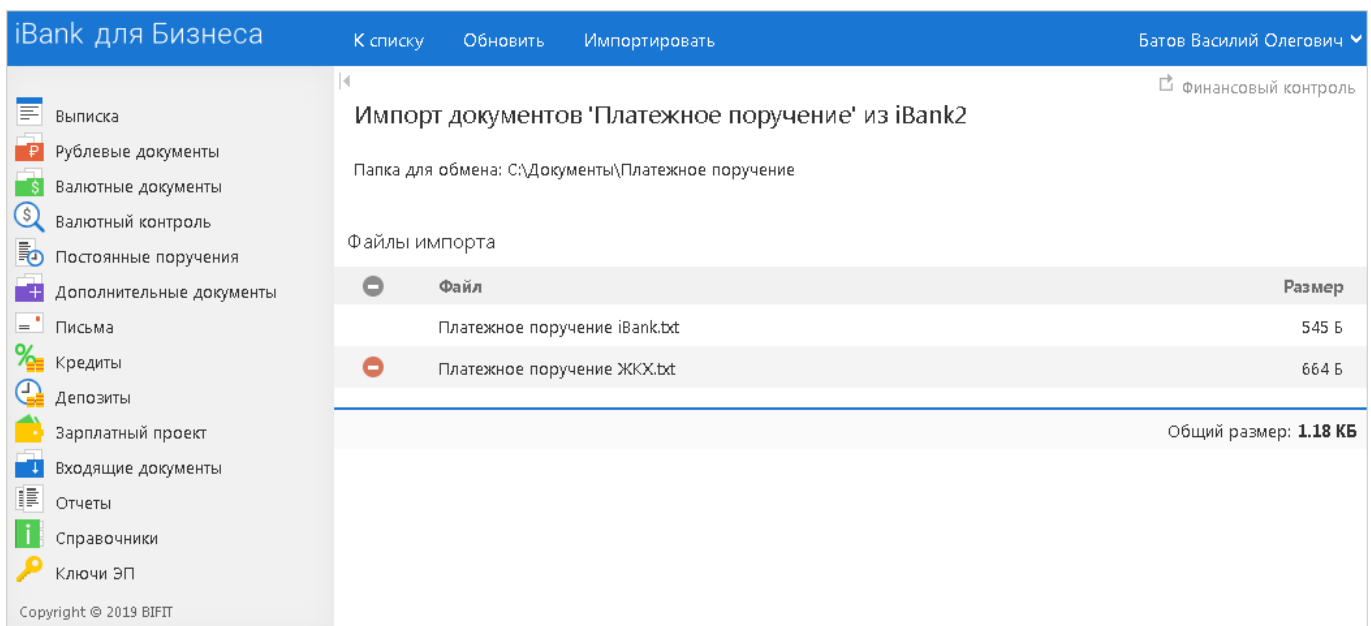 iBank для Бизнеса
К списку Обновить Импортировать
Батов Василий Олегович
Выписка
Рублевые документы
Валютные документы
Валютный контроль
Постоянные поручения
Дополнительные документы
Письма
Кредиты
Депозиты
Зарплатный проект
Входящие документы
Отчеты
Справочники
Ключи ЭП
Copyright © 2019 BIFIT
Финансовый контроль
Импорт документов 'Платежное поручение' из iBank2
Папка для обмена: C:\Документы\Платежное поручение
Файлы импорта
Файл Размер
Платежное поручение iBank.txt 545 Б
Платежное поручение ЖКХ.txt 664 Б
Общий размер: 1.18 КБ